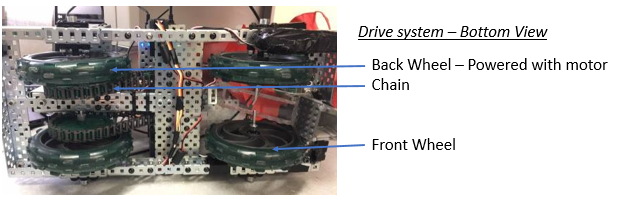 Drive system – Bottom View
Back Wheel – Powered with motor
Chain
Front Wheel